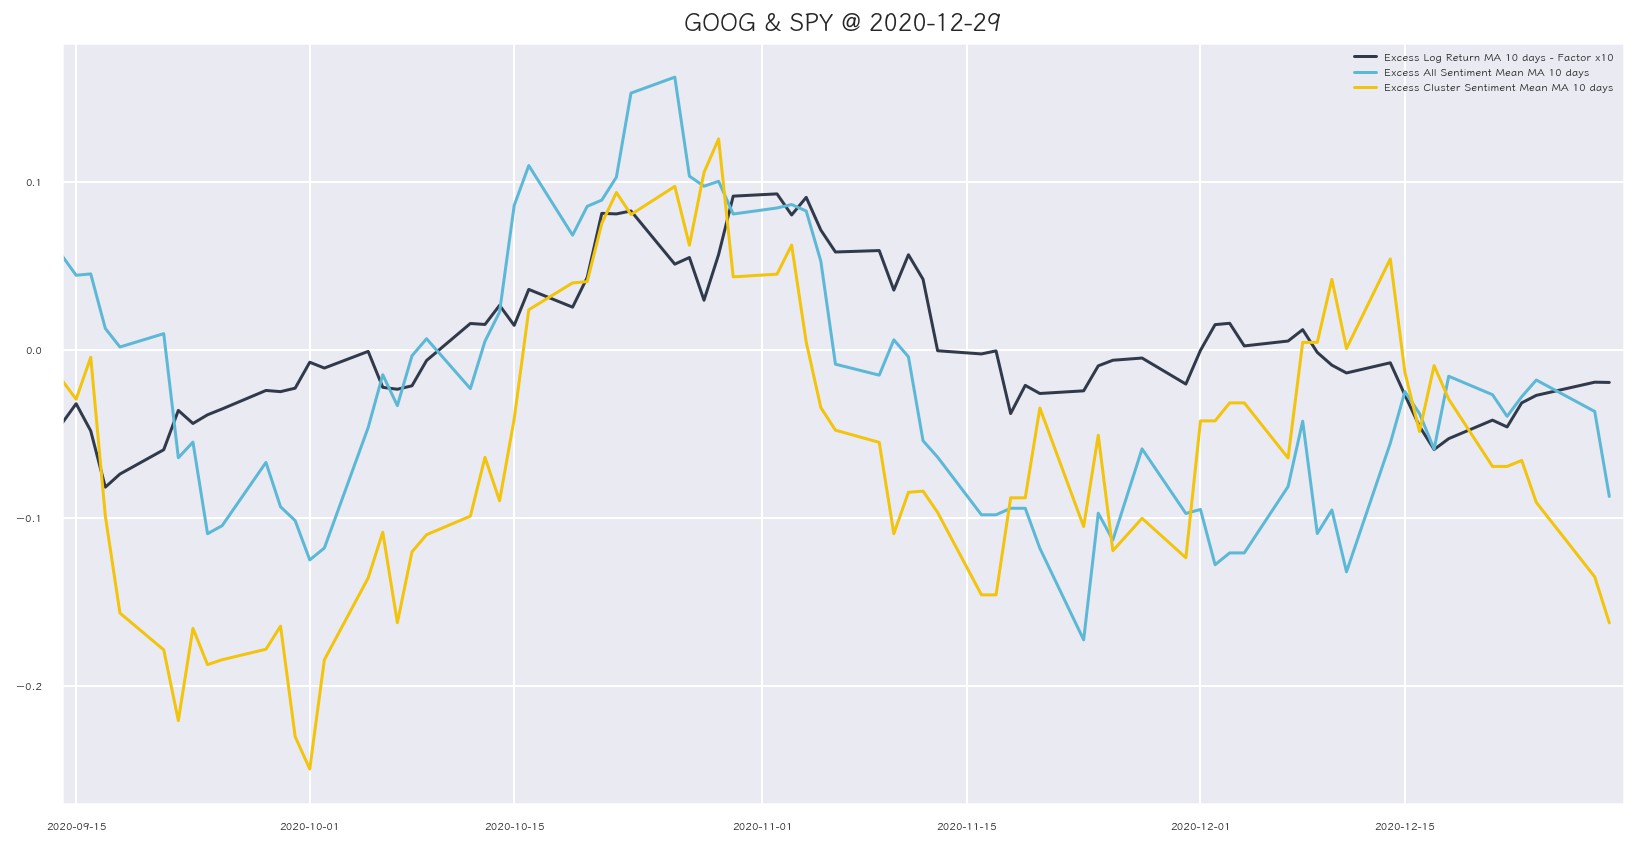 GOOG & SPY @ 2020-12-29
Excess Log Return MA 10 days - Factor x10
Excess All Sentiment Mean MA 10 days
Excess Cluster Sentiment Mean MA 10 days
0.1
0.0
−0.1
−0.2
2020-09-15 2020-10-01 2020-10-15 2020-11-01 2020-11-15 2020-12-01 2020-12-15